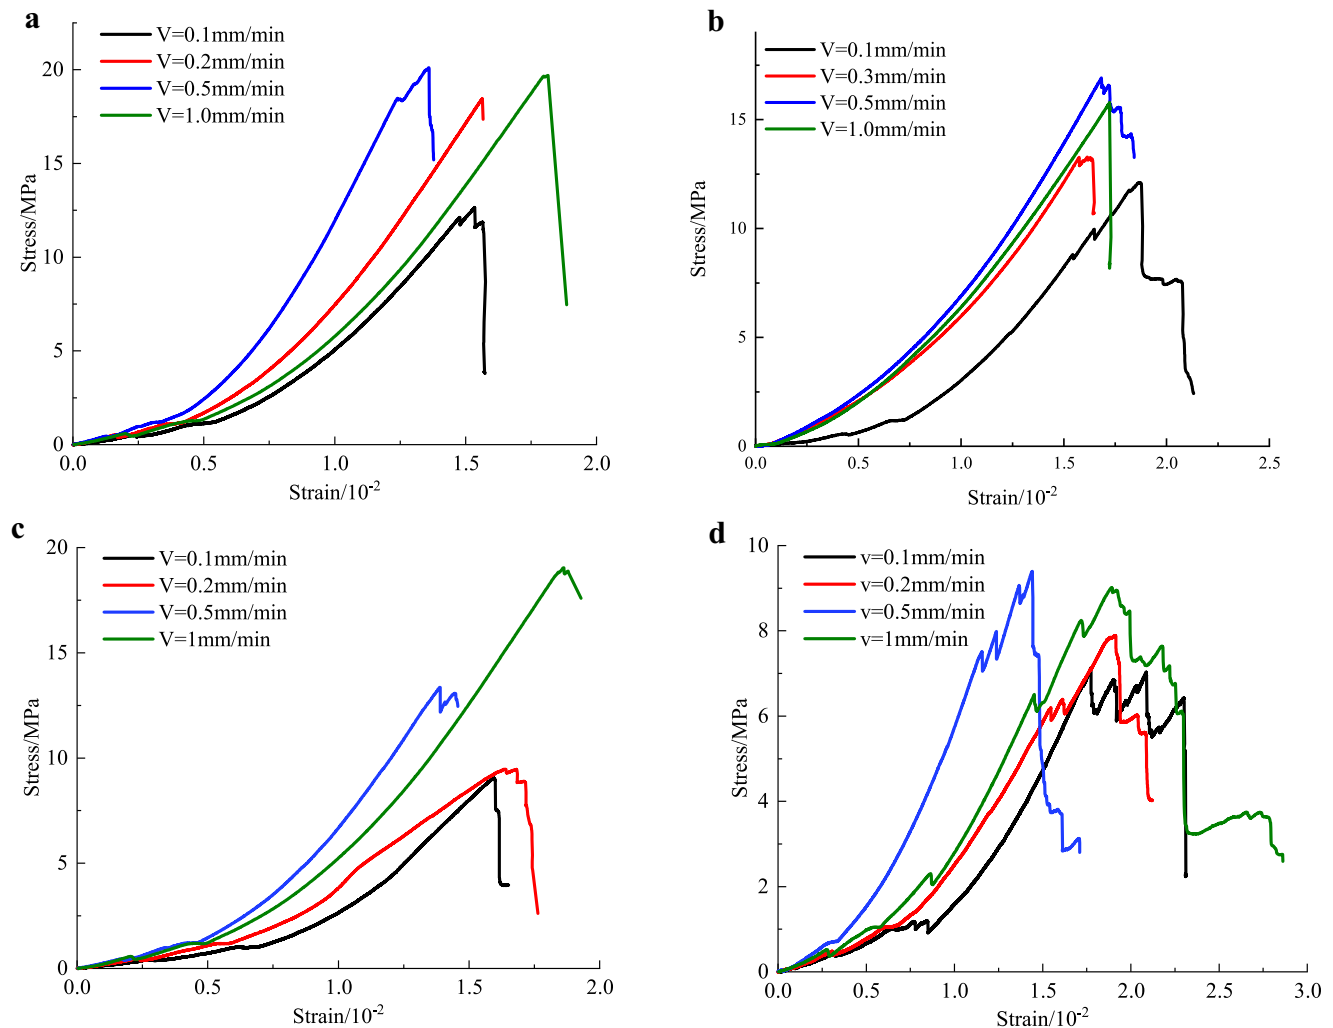 a
V=0.1mm/min
V=0.2mm/min
V=0.5mm/min
V=1.0mm/min
20
15
10
5
0
Stress/MPa
0.0 0.5 1.0 1.5 2.0
Strain/10⁻²
b
V=0.1mm/min
V=0.3mm/min
V=0.5mm/min
V=1.0mm/min
15
10
5
0
Stress/MPa
0.0 0.5 1.0 1.5 2.0 2.5
Strain/10⁻²
c
V=0.1mm/min
V=0.2mm/min
V=0.5mm/min
V=1mm/min
20
15
10
5
0
Stress/MPa
0.0 0.5 1.0 1.5 2.0
Strain/10⁻²
d
v=0.1mm/min
v=0.2mm/min
v=0.5mm/min
v=1mm/min
10
8
6
4
2
0
Stress/MPa
0.0 0.5 1.0 1.5 2.0 2.5 3.0
Strain/10⁻²